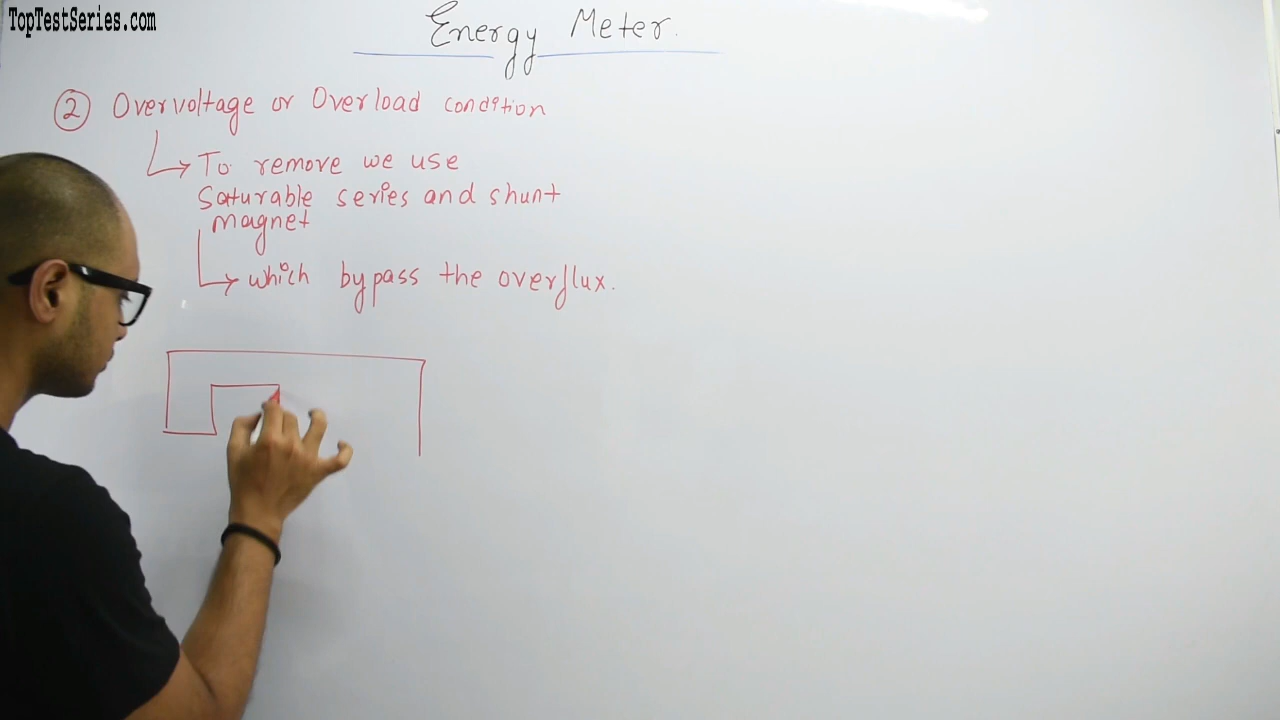 TopTestSeries.com
Energy Meter.
② Overvoltage or Overload condition
To remove we use
Saturable series and shunt
magnet
which bypass the overflux.